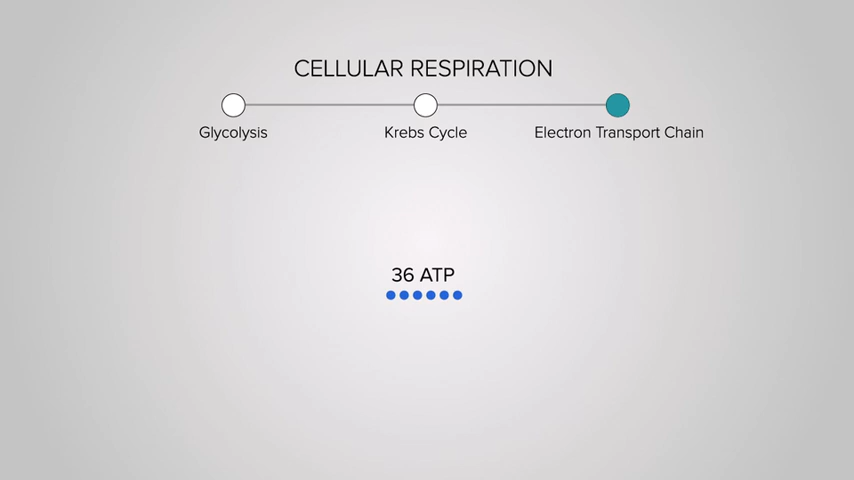 CELLULAR RESPIRATION
Glycolysis Krebs Cycle Electron Transport Chain
36 ATP